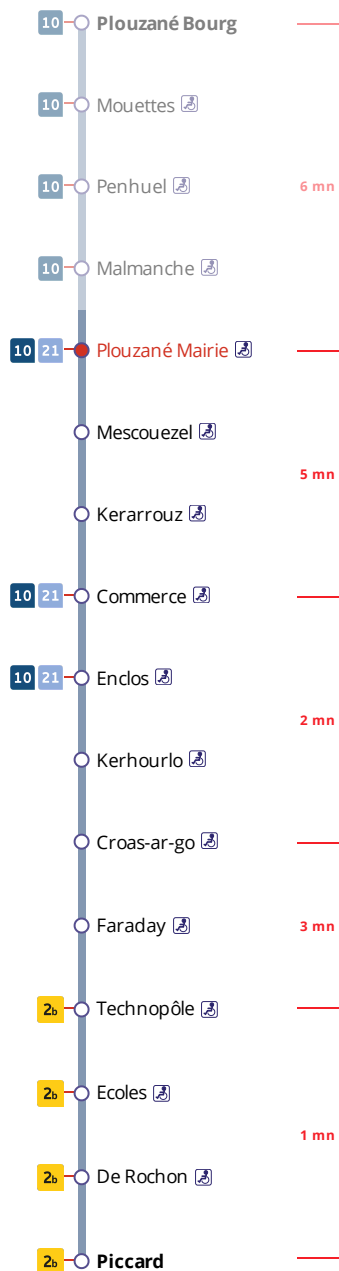 10 Plouzané Bourg
10 Mouettes
10 Penhuel 6 mn
10 Malmanche
10 21 Plouzané Mairie
Mescouezel
5 mn
Kerarrouz
10 21 Commerce
10 21 Enclos
2 mn
Kerhourlo
Croas-ar-go
Faraday 3 mn
2b Technopôle
2b Ecoles
1 mn
2b De Rochon
2b Piccard